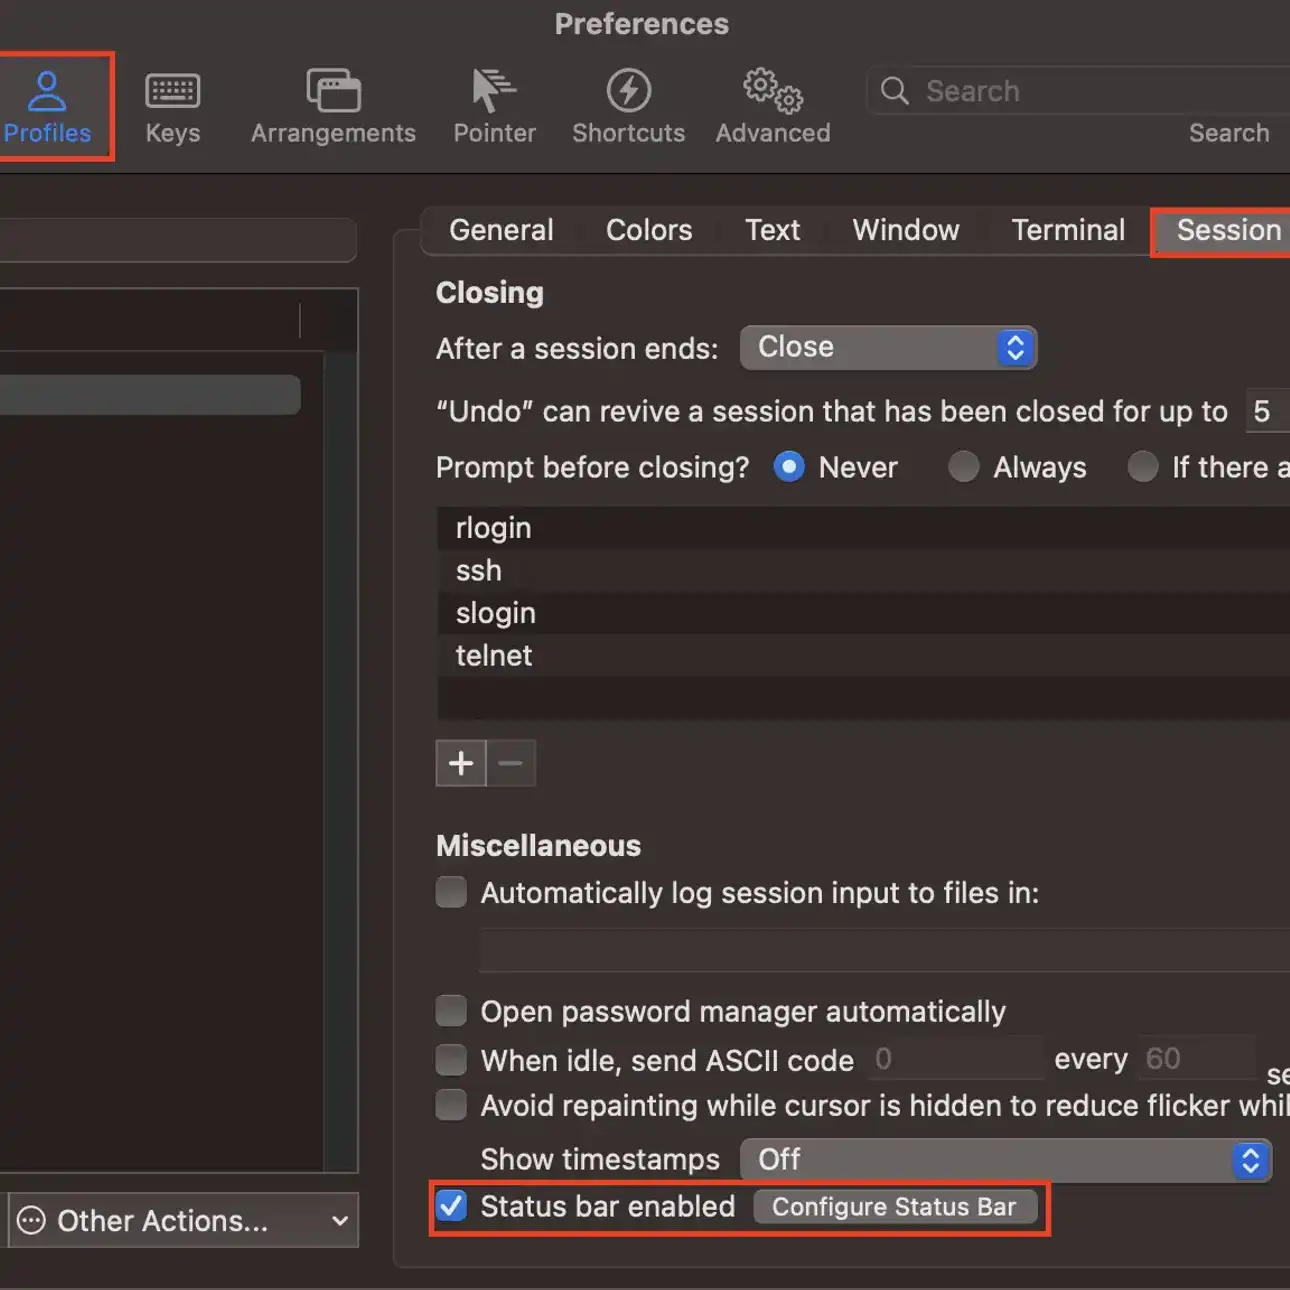 Preferences
Profiles Keys Arrangements Pointer Shortcuts Advanced Search
Search
General Colors Text Window Terminal Session
Closing
After a session ends: Close
“Undo” can revive a session that has been closed for up to 5
Prompt before closing? Never Always If there a
rlogin
ssh
slogin
telnet
Miscellaneous
Automatically log session input to files in:
Open password manager automatically
When idle, send ASCII code 0 every 60 se
Avoid repainting while cursor is hidden to reduce flicker whil
Show timestamps Off
Status bar enabled Configure Status Bar
Other Actions...